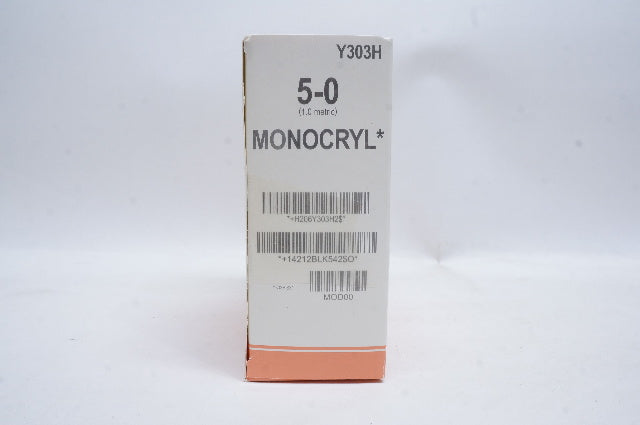 Y303H
5-0
(1.0 metric)
MONOCRYL*
*+H206Y303H2$*
*+14212BLK542SO*
MOD00